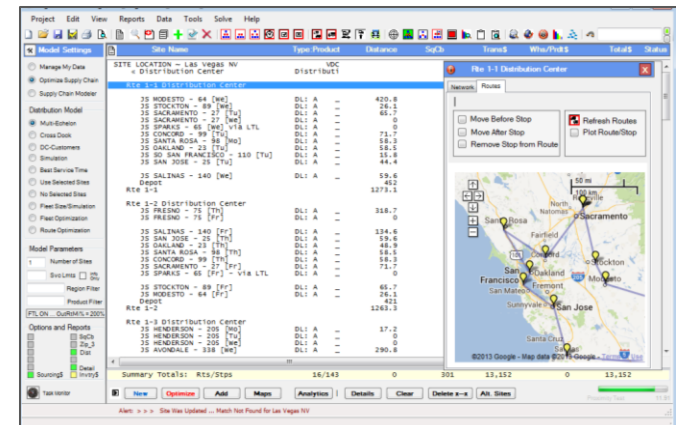 Project Edit View Reports Data Tools Solve Help
Model Settings
Site Name Type:Product Distance SqCb Trans$ Whs/Prdt$ Total$ Status
Manage My Data
Optimize Supply Chain
Supply Chain Modeler
Distribution Model
Multi-Echelon
Cross Dock
DC-Customers
Simulation
Best Service Time
Use Selected Sites
No Selected Sites
Fleet Size/Simulation
Fleet Optimization
Route Optimization
Model Parameters
1 Number of Sites
Svc Lmts
Region Filter
Product Filter
Options and Reports
SqCb
Zip_3
Dist
Detail
Sourcing$ Invtry$
Task Monitor
SITE LOCATION – Las Vegas NV VDC
« Distribution Center Distributi
Rte 1-1 Distribution Center
JS MODESTO - 64 [We] DL: A – 420.8
JS STOCKTON - 89 [We] DL: A – 26.1
JS SACRAMENTO - 27 [Tu] DL: A – 65.7
JS SACRAMENTO - 27 [We] DL: A – 0
JS SPARKS - 65 [We] via LTL DL: A – 0
JS CONCORD - 99 [Tu] DL: A – 71.7
JS SANTA ROSA - 98 [Mo] DL: A – 58.3
JS OAKLAND - 23 [Tu] DL: A – 58.5
JS SO SAN FRANCISCO - 110 [Tu] DL: A – 15.8
JS SAN JOSE - 25 [Tu] DL: A – 44.4
JS SALINAS - 140 [We] DL: A – 59.6
Depot 452
Rte 1-1 1273.1
Rte 1-2 Distribution Center
JS FRESNO - 75 [Th] DL: A – 318.7
JS FRESNO - 75 [Fr] DL: A – 0
JS SALINAS - 140 [Fr] DL: A – 134.6
JS SAN JOSE - 25 [Th] DL: A – 59.6
JS OAKLAND - 23 [Th] DL: A – 48.9
JS SANTA ROSA - 98 [Th] DL: A – 58.5
JS CONCORD - 99 [Th] DL: A – 58.3
JS SACRAMENTO - 27 [Fr] DL: A – 71.7
JS SPARKS - 65 [Fr] - via LTL DL: A – 0
JS STOCKTON - 89 [Fr] DL: A – 65.7
JS MODESTO - 64 [Fr] DL: A – 26.1
Depot 421
Rte 1-2 1263.3
Rte 1-3 Distribution Center
JS HENDERSON - 205 [Mo] DL: A – 17.2
JS HENDERSON - 205 [Tu] DL: A – 0
JS HENDERSON - 205 [We] DL: A – 0
JS AVONDALE - 338 [We] DL: A – 290.8
Summary Totals: Rts/Stps 16/143 0 301 13,152 0 13,152
New Optimize Add Maps Analytics Details Clear Delete x--x Alt. Sites
Alert: > > > Site Was Updated ... Match Not Found for Las Vegas NV
Rte 1-1 Distribution Center
Network Routes
Move Before Stop
Move After Stop
Remove Stop from Route
Refresh Routes
Plot Route/Stop
50 mi
100 km
Roseville
North
Natomas
Sacramento
Santa Rosa
Fairfield
Concord
Stockton
San Francisco
Oakland
Modesto
San Mateo
Fremont
Sunnyvale
San Jose
Santa Cruz
Salinas
©2013 Google - Map data ©2013 Google - Terms of Use